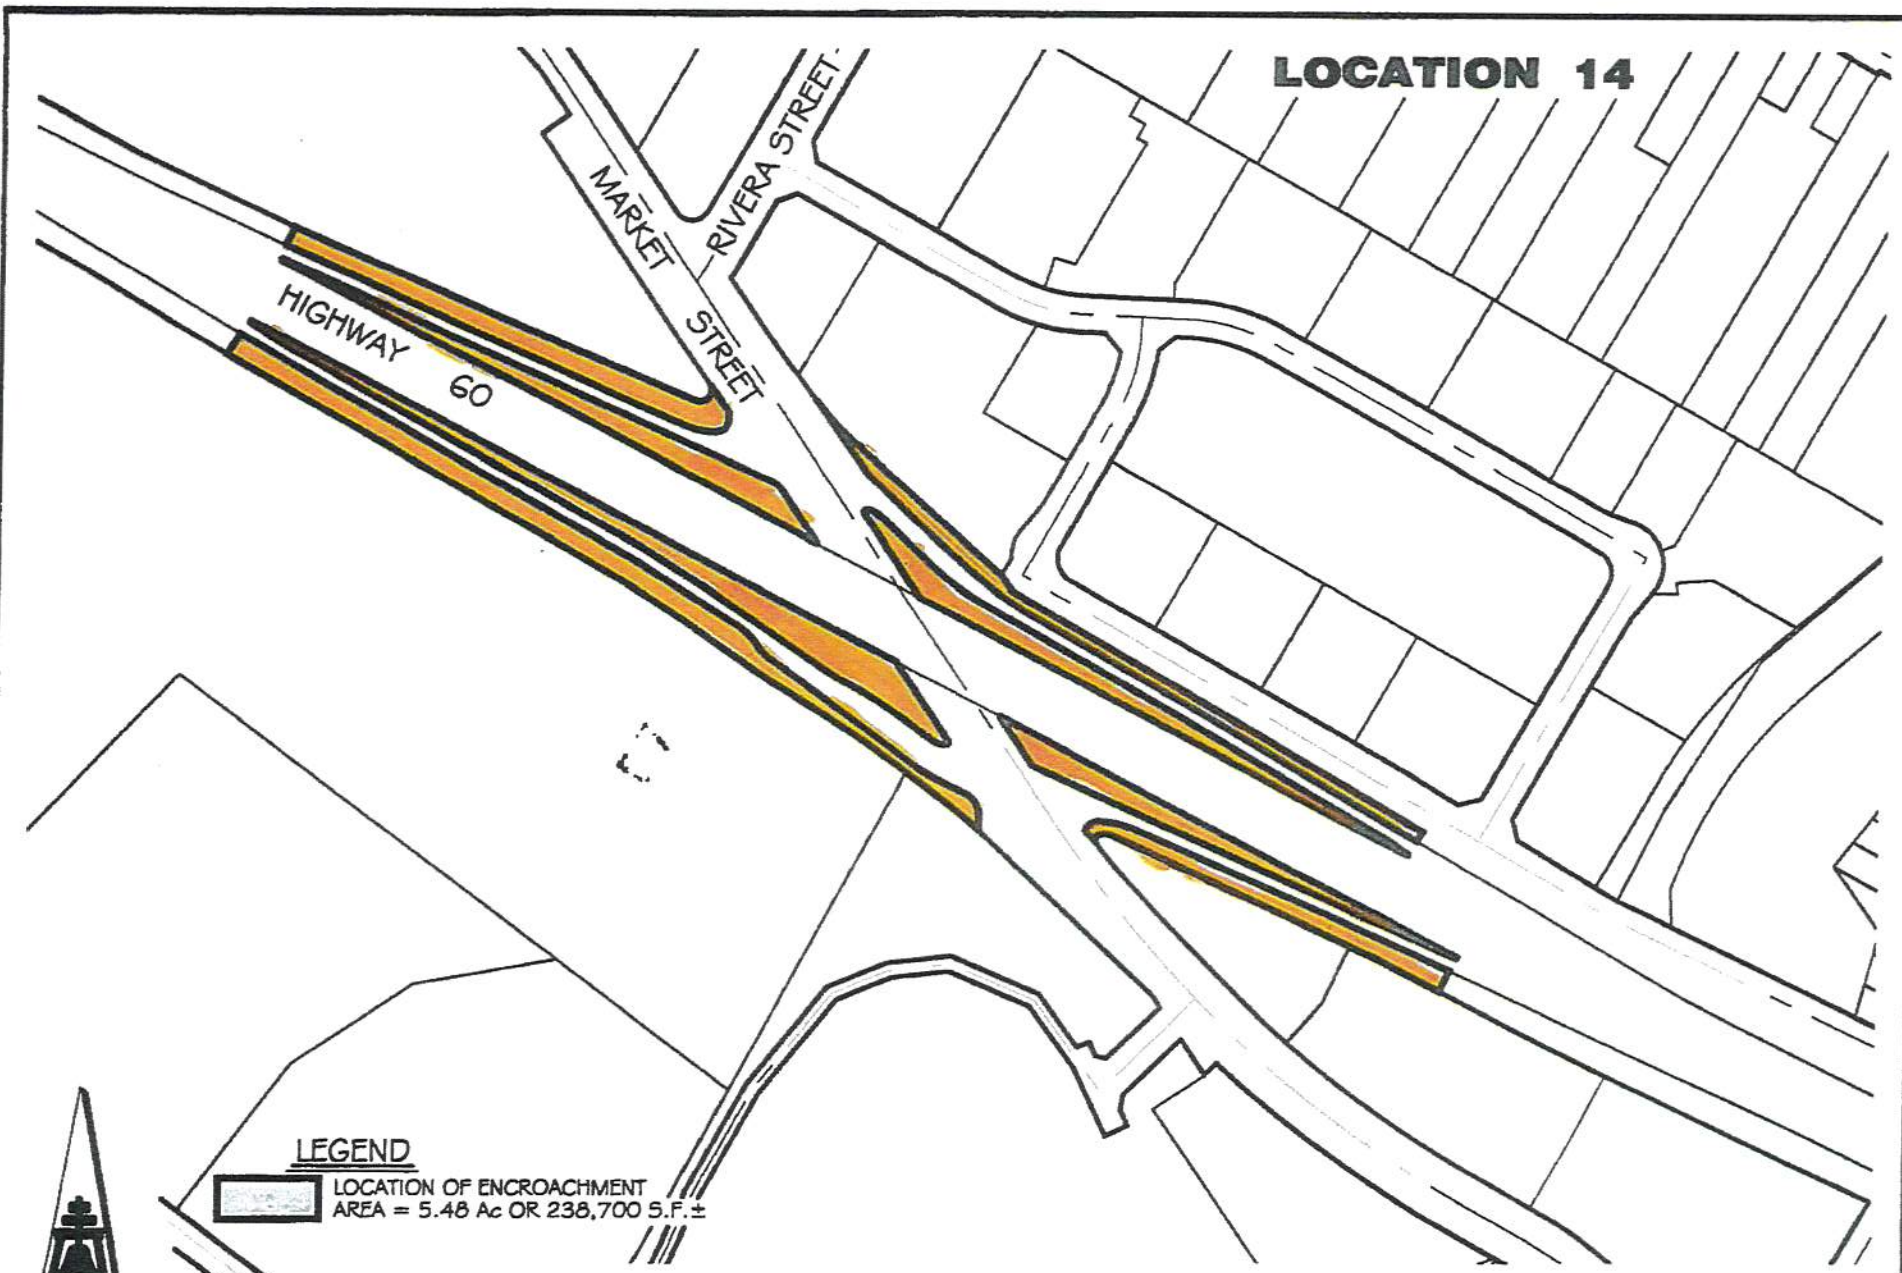 LOCATION 14
RIVERA STREET
MARKET STREET
HIGHWAY 60
LEGEND
LOCATION OF ENCROACHMENT
AREA = 5.48 Ac OR 238,700 S.F.±